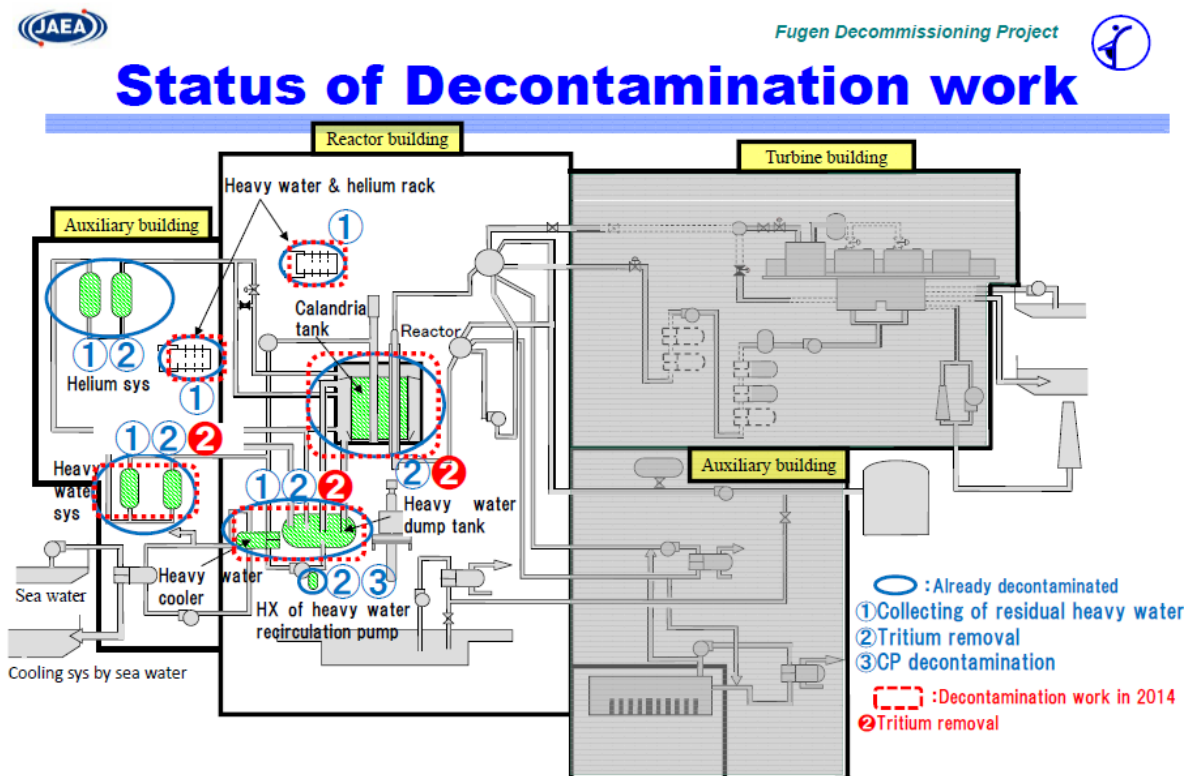 JAEA
Fugen Decommissioning Project
Status of Decontamination work
Reactor building
Turbine building
Heavy water & helium rack
Auxiliary building
①
Calandria
tank
Reactor
①②
Helium sys
①
①②❷
Heavy
water
sys
①②❷
②❷
Auxiliary building
Heavy water
dump tank
Heavy water
cooler
②③
HX of heavy water
recirculation pump
Sea water
Cooling sys by sea water
:Already decontaminated
①Collecting of residual heavy water
②Tritium removal
③CP decontamination
:Decontamination work in 2014
❷Tritium removal